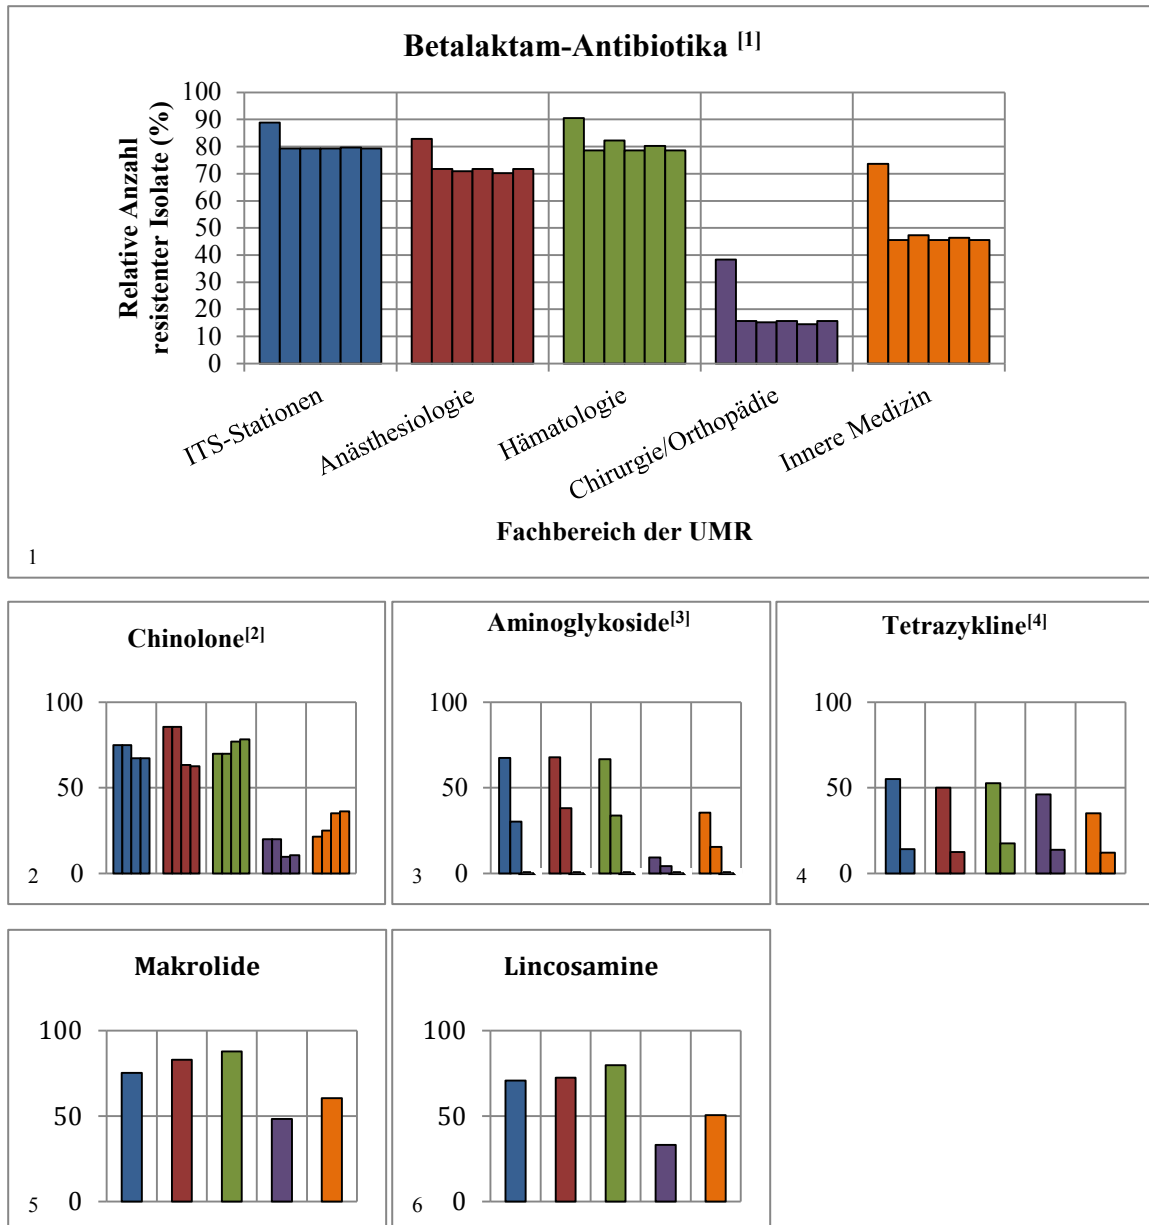 Betalaktam-Antibiotika [1]
Relative Anzahl
resistenter Isolate (%)
100
90
80
70
60
50
40
30
20
10
0
ITS-Stationen
Anästhesiologie
Hämatologie
Chirurgie/Orthopädie
Innere Medizin
Fachbereich der UMR
1
Chinolone[2]
100
50
0
2
Aminoglykoside[3]
100
50
0
3
Tetrazykline[4]
100
50
0
4
Makrolide
100
50
0
5
Lincosamine
100
50
0
6